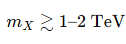 m_X ≳ 1–2 TeV